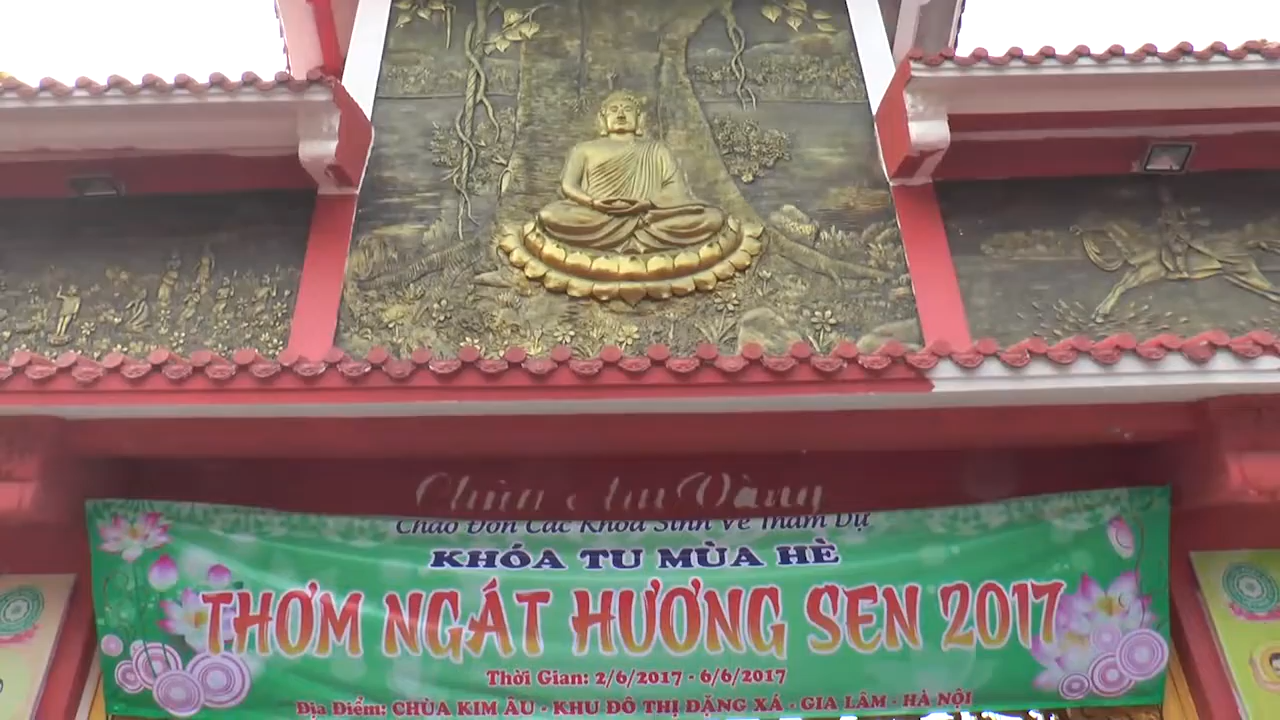 Chào Đón Các Khóa Sinh Về Tham Dự
KHÓA TU MÙA HÈ
THƠM NGÁT HƯƠNG SEN 2017
Thời Gian: 2/6/2017 - 6/6/2017
Địa Điểm: CHÙA KIM ÂU - KHU ĐÔ THỊ ĐẶNG XÁ - GIA LÂM - HÀ NỘI